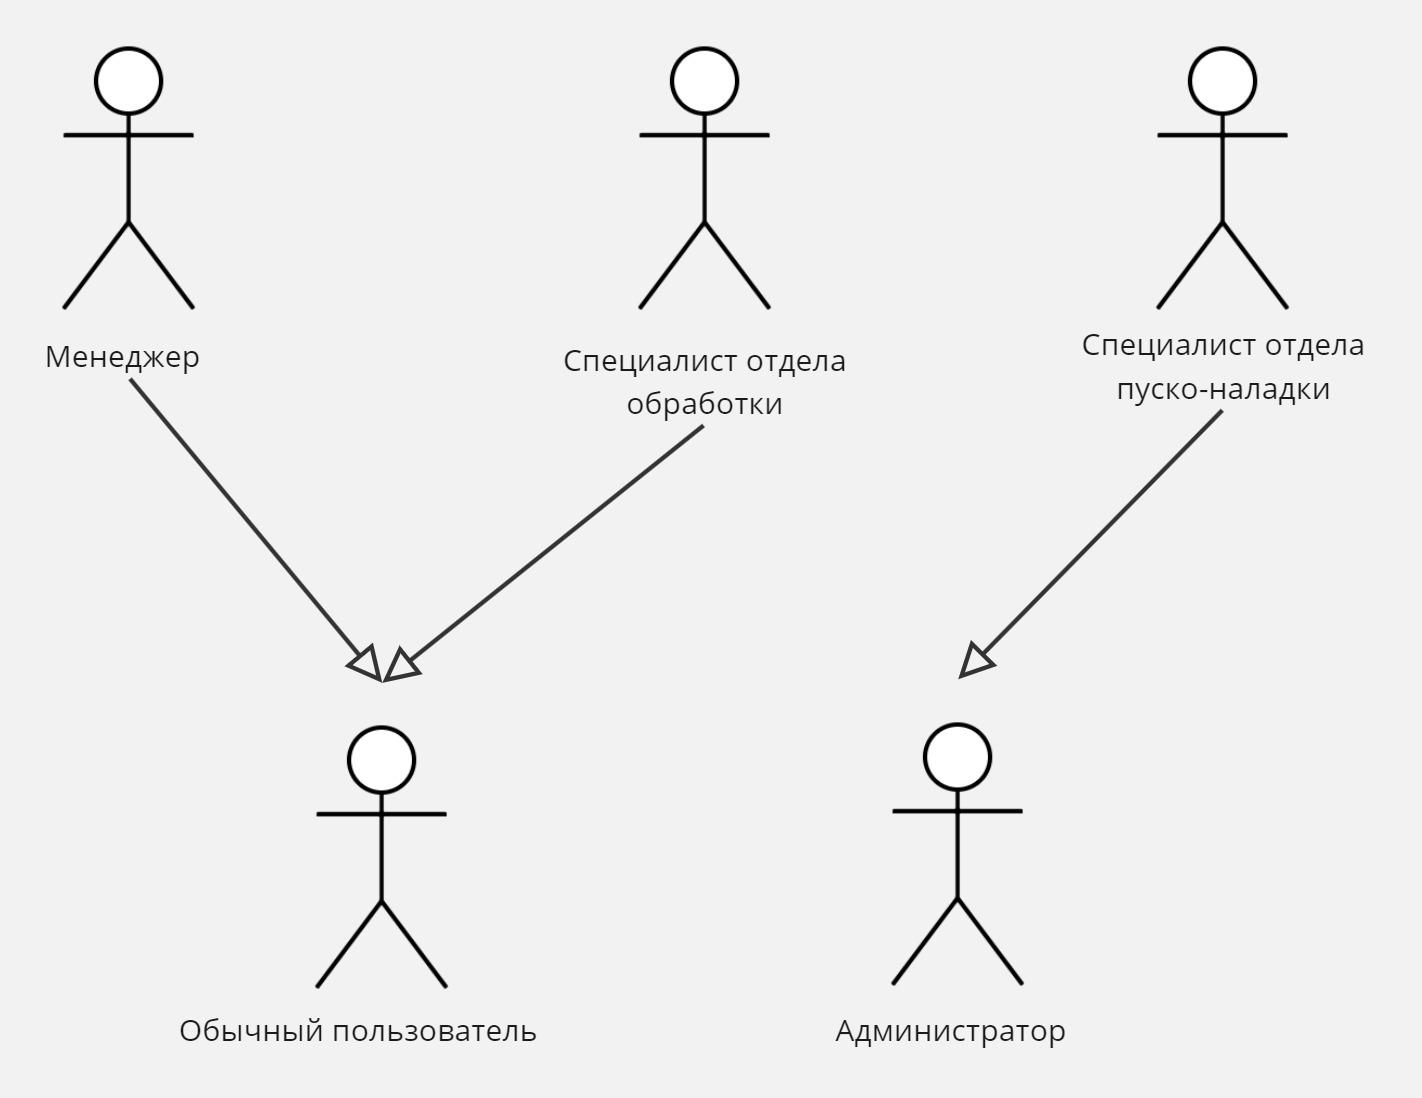 Менеджер
Специалист отдела
обработки
Специалист отдела
пуско-наладки
Обычный пользователь
Администратор